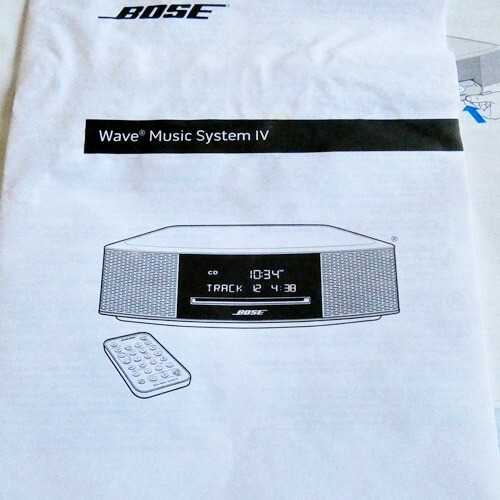 BOSE
Wave® Music System IV
®
CD 10:34
TRACK 12 4:38
BOSE